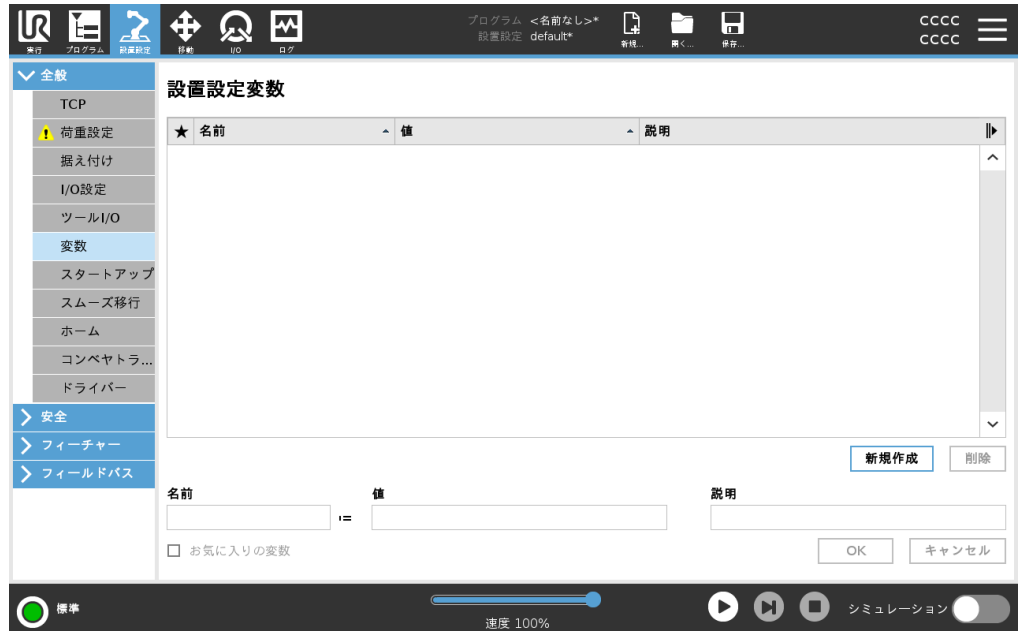 プログラム <名前なし>*
設置設定 default*
CCCC
CCCC
UR
実行
プログラム
設置設定
移動
I/O
ログ
新規...
開く...
保存...
全般
TCP
荷重設定
据え付け
I/O設定
ツールI/O
変数
スタートアップ
スムーズ移行
ホーム
コンベヤトラ...
ドライバー
安全
フィーチャー
フィールドバス
設置設定変数
★ 名前 値 説明
新規作成 削除
名前 値 説明
:=
お気に入りの変数
OK キャンセル
標準
速度 100%
シミュレーション